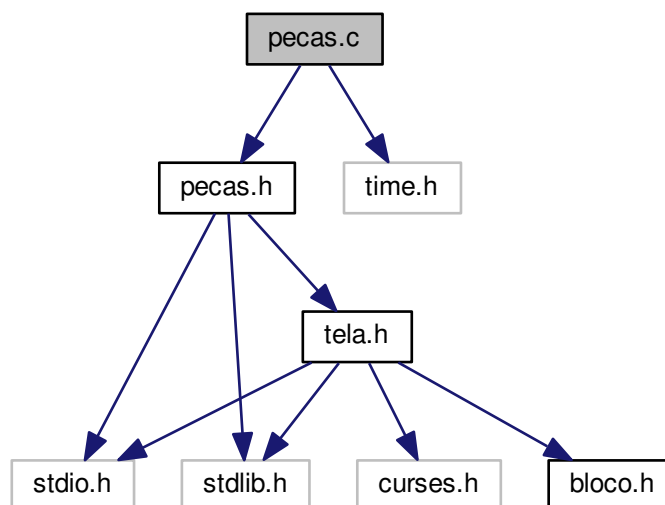 pecas.c
pecas.h
time.h
tela.h
stdio.h
stdlib.h
curses.h
bloco.h